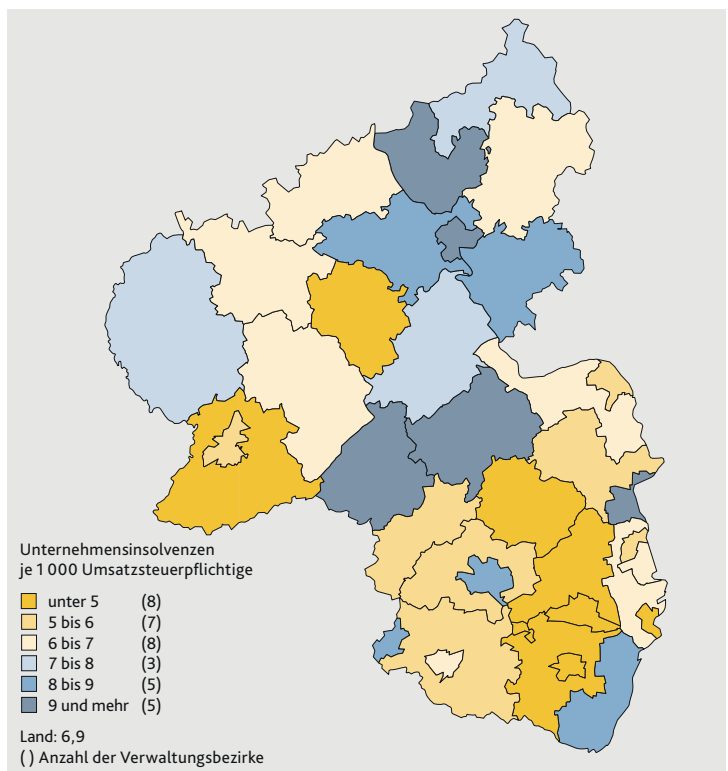 Unternehmensinsolvenzen
je 1 000 Umsatzsteuerpflichtige
unter 5 (8)
5 bis 6 (7)
6 bis 7 (8)
7 bis 8 (3)
8 bis 9 (5)
9 und mehr (5)
Land: 6,9
( ) Anzahl der Verwaltungsbezirke